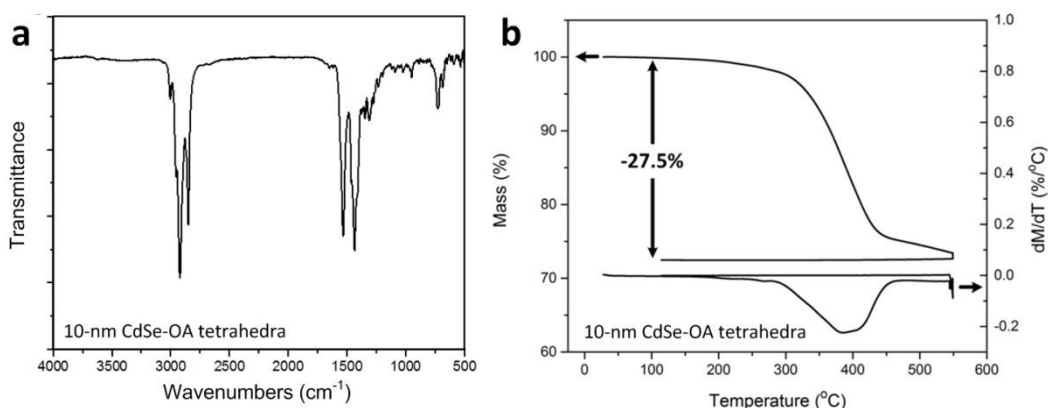 a
Transmittance
10-nm CdSe-OA tetrahedra
4000 3500 3000 2500 2000 1500 1000 500
Wavenumbers (cm⁻¹)
b
Mass (%)
100
90
80
70
60
-27.5%
10-nm CdSe-OA tetrahedra
0 100 200 300 400 500 600
Temperature (°C)
1.0
0.8
0.6
0.4
0.2
0.0
-0.2
dM/dT (%/°C)